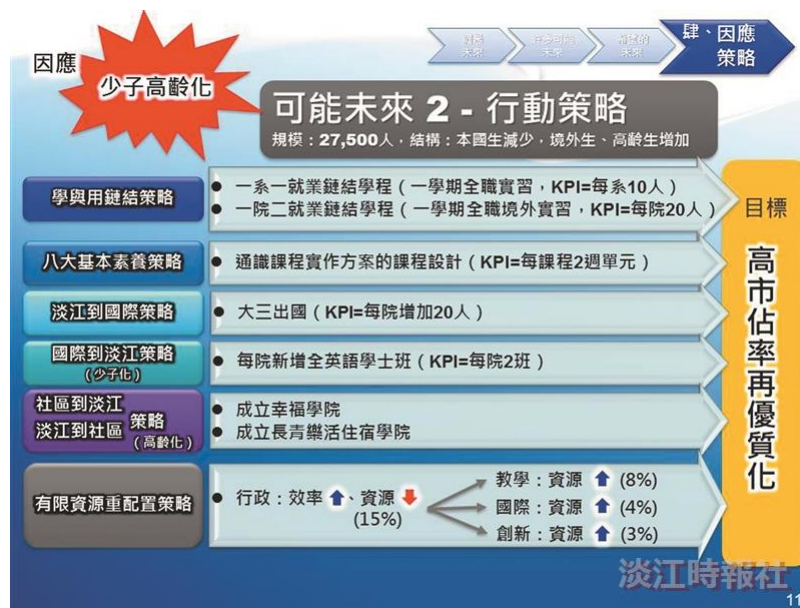 肆、因應
策略
因應
少子高齡化
可能未來 2 - 行動策略
規模：27,500人，結構：本國生減少，境外生、高齡生增加
學與用鏈結策略
● 一系一就業鏈結學程（一學期全職實習，KPI=每系10人）
● 一院二就業鏈結學程（一學期全職境外實習，KPI=每院20人）
八大基本素養策略
● 通識課程實作方案的課程設計（KPI=每課程2週單元）
淡江到國際策略
● 大三出國（KPI=每院增加20人）
國際到淡江策略
（少子化）
● 每院新增全英語學士班（KPI=每院2班）
社區到淡江
淡江到社區 策略
（高齡化）
● 成立幸福學院
● 成立長青樂活住宿學院
有限資源重配置策略
● 行政：效率⬆、資源⬇
(15%)
教學：資源 ⬆ (8%)
國際：資源 ⬆ (4%)
創新：資源 ⬆ (3%)
目標
高市佔率再優質化
淡江時報社
11